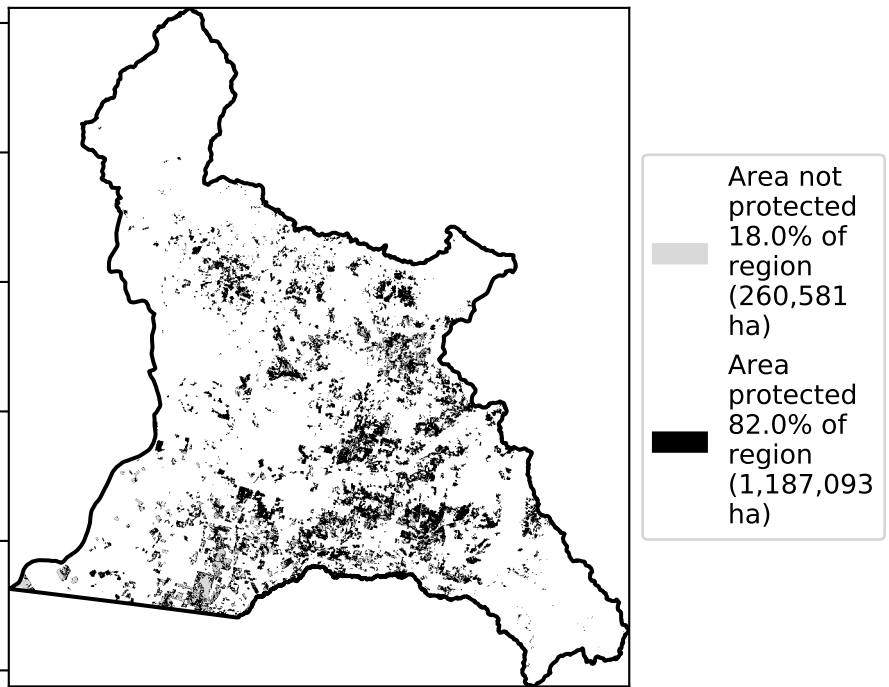 Area not
protected
18.0% of
region
(260,581
ha)
Area
protected
82.0% of
region
(1,187,093
ha)